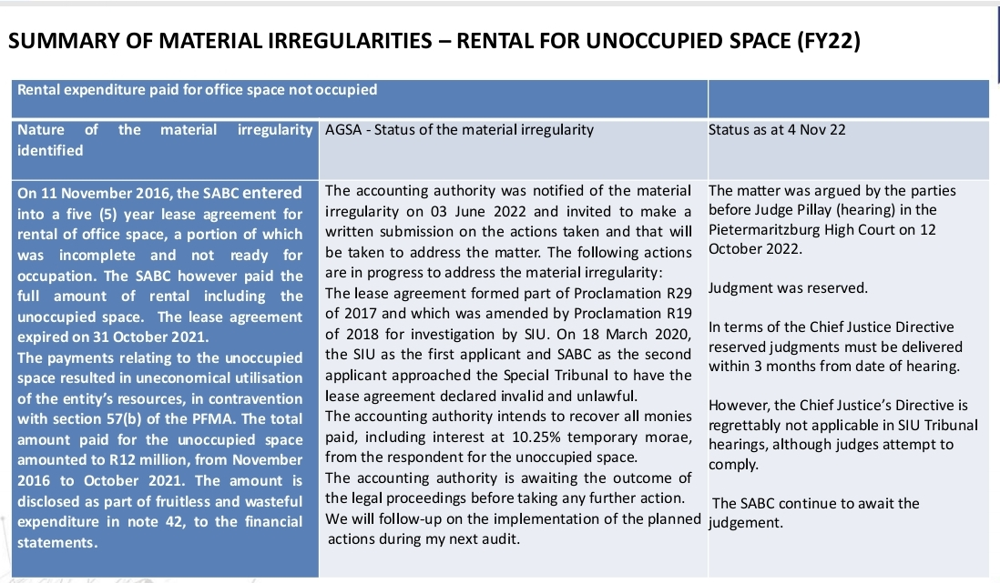 SUMMARY OF MATERIAL IRREGULARITIES – RENTAL FOR UNOCCUPIED SPACE (FY22)
Rental expenditure paid for office space not occupied
Nature of the material irregularity
identified
AGSA - Status of the material irregularity
Status as at 4 Nov 22
On 11 November 2016, the SABC entered
into a five (5) year lease agreement for
rental of office space, a portion of which
was incomplete and not ready for
occupation. The SABC however paid the
full amount of rental including the
unoccupied space. The lease agreement
expired on 31 October 2021.
The payments relating to the unoccupied
space resulted in uneconomical utilisation
of the entity's resources, in contravention
with section 57(b) of the PFMA. The total
amount paid for the unoccupied space
amounted to R12 million, from November
2016 to October 2021. The amount is
disclosed as part of fruitless and wasteful
expenditure in note 42, to the financial
statements.
The accounting authority was notified of the material
irregularity on 03 June 2022 and invited to make a
written submission on the actions taken and that will
be taken to address the matter. The following actions
are in progress to address the material irregularity:
The lease agreement formed part of Proclamation R29
of 2017 and which was amended by Proclamation R19
of 2018 for investigation by SIU. On 18 March 2020,
the SIU as the first applicant and SABC as the second
applicant approached the Special Tribunal to have the
lease agreement declared invalid and unlawful.
The accounting authority intends to recover all monies
paid, including interest at 10.25% temporary morae,
from the respondent for the unoccupied space.
The accounting authority is awaiting the outcome of
the legal proceedings before taking any further action.
We will follow-up on the implementation of the planned
actions during my next audit.
The matter was argued by the parties
before Judge Pillay (hearing) in the
Pietermaritzburg High Court on 12
October 2022.
Judgment was reserved.
In terms of the Chief Justice Directive
reserved judgments must be delivered
within 3 months from date of hearing.
However, the Chief Justice's Directive is
regrettably not applicable in SIU Tribunal
hearings, although judges attempt to
comply.
The SABC continue to await the
judgement.